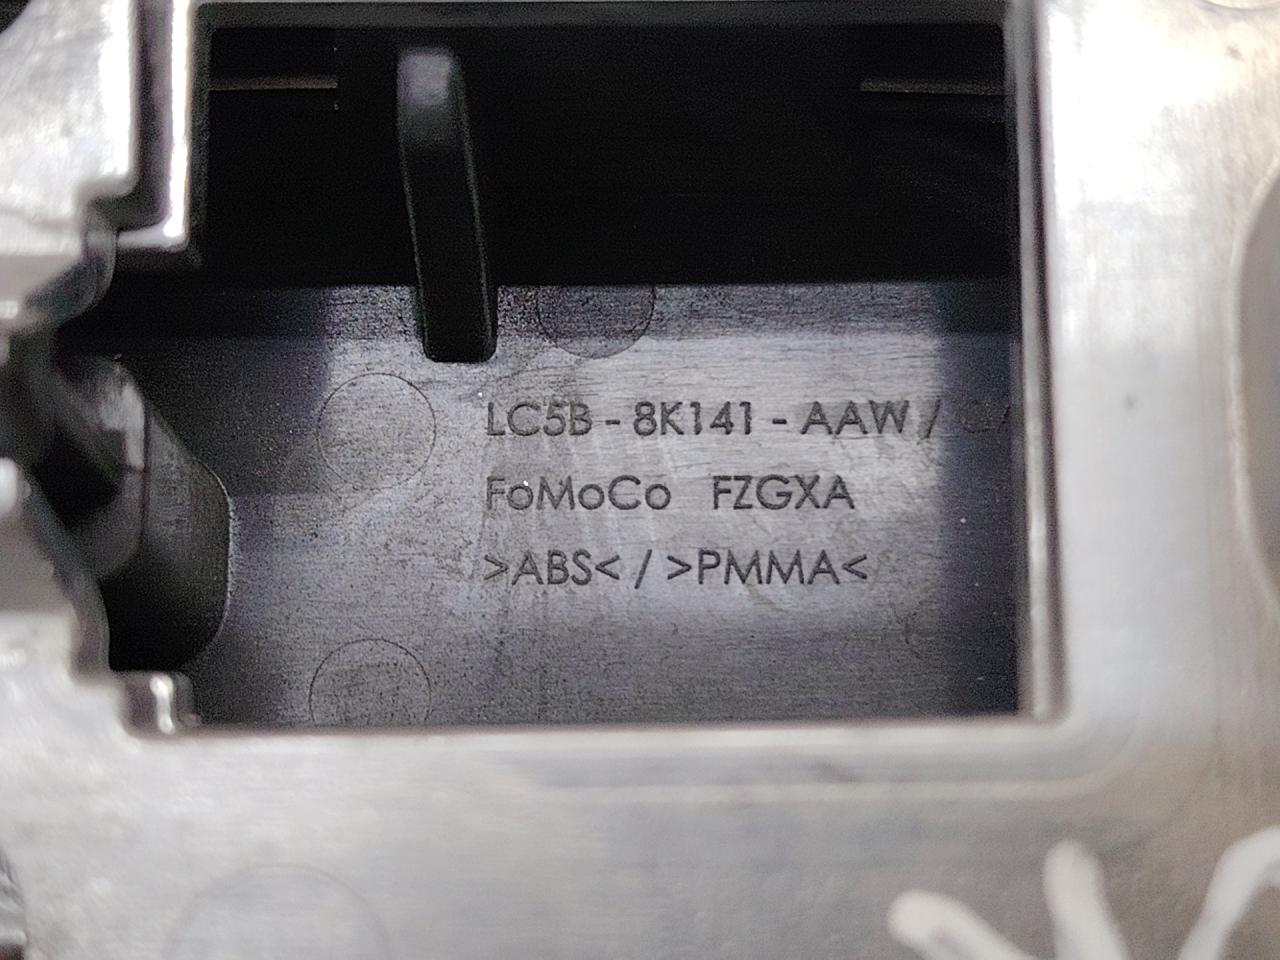 LC5B - 8K141 - AAW /
FoMoCo FZGXA
>ABS< / >PMMA<